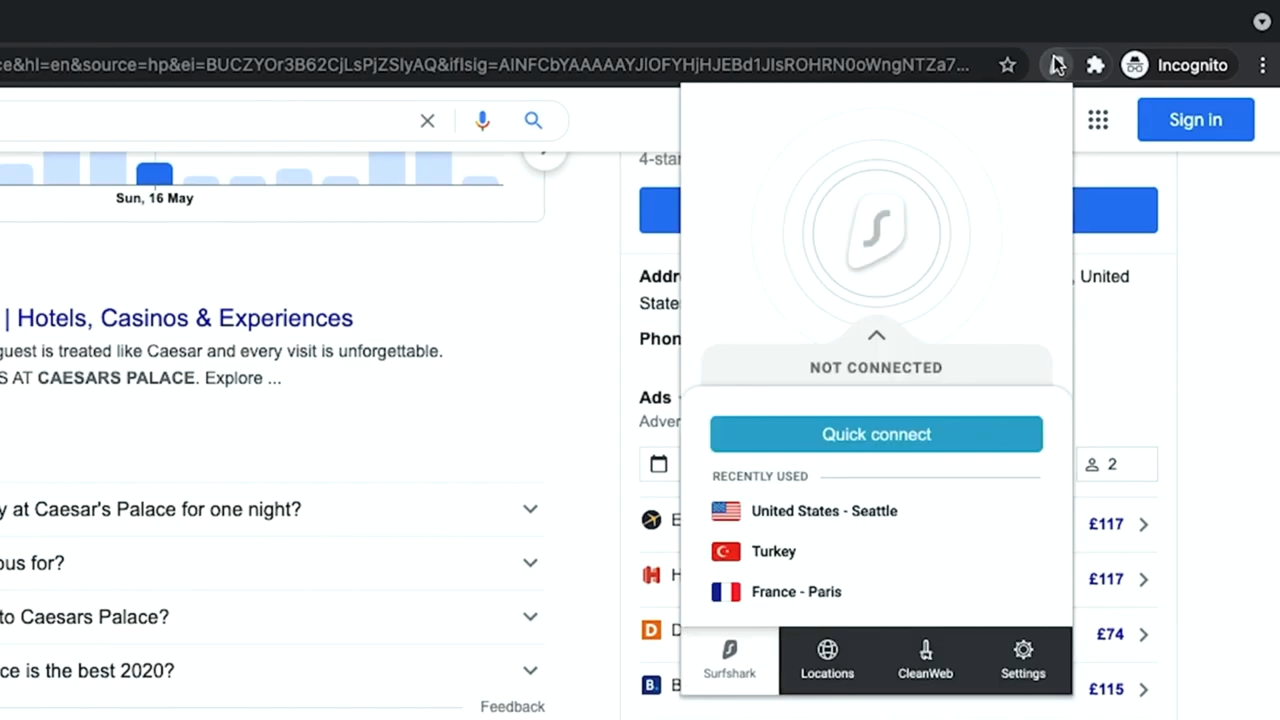 ce&hl=en&source=hp&ei=BUCZYOr3B62CjLsPjZSIyAQ&iflsig=AINFCbYAAAAAYJlOFYHjHJEBd1JIsROHRN0oWngNTZa7...
Incognito
Sign in
4-star
Sun, 16 May
NOT CONNECTED
Quick connect
RECENTLY USED
United States - Seattle
Turkey
France - Paris
Surfshark
Locations
CleanWeb
Settings
| Hotels, Casinos & Experiences
guest is treated like Caesar and every visit is unforgettable.
S AT CAESARS PALACE. Explore ...
y at Caesar's Palace for one night?
ous for?
to Caesars Palace?
ce is the best 2020?
Feedback
Addr
, United
State
Phon
Ads
Adver
2
E
£117
H
£117
D
D
£74
B.
B
£115